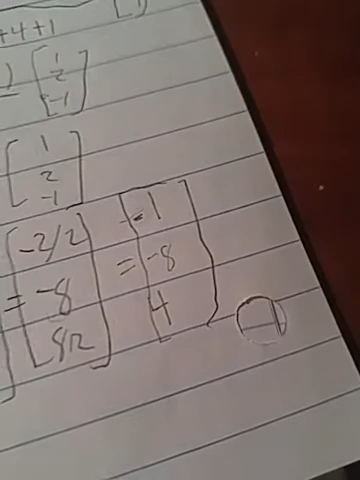 +4+1
) [1 2 -1]
[1 2 -1]
= [-2/2 -8 8/2] = [-1 -8 4]